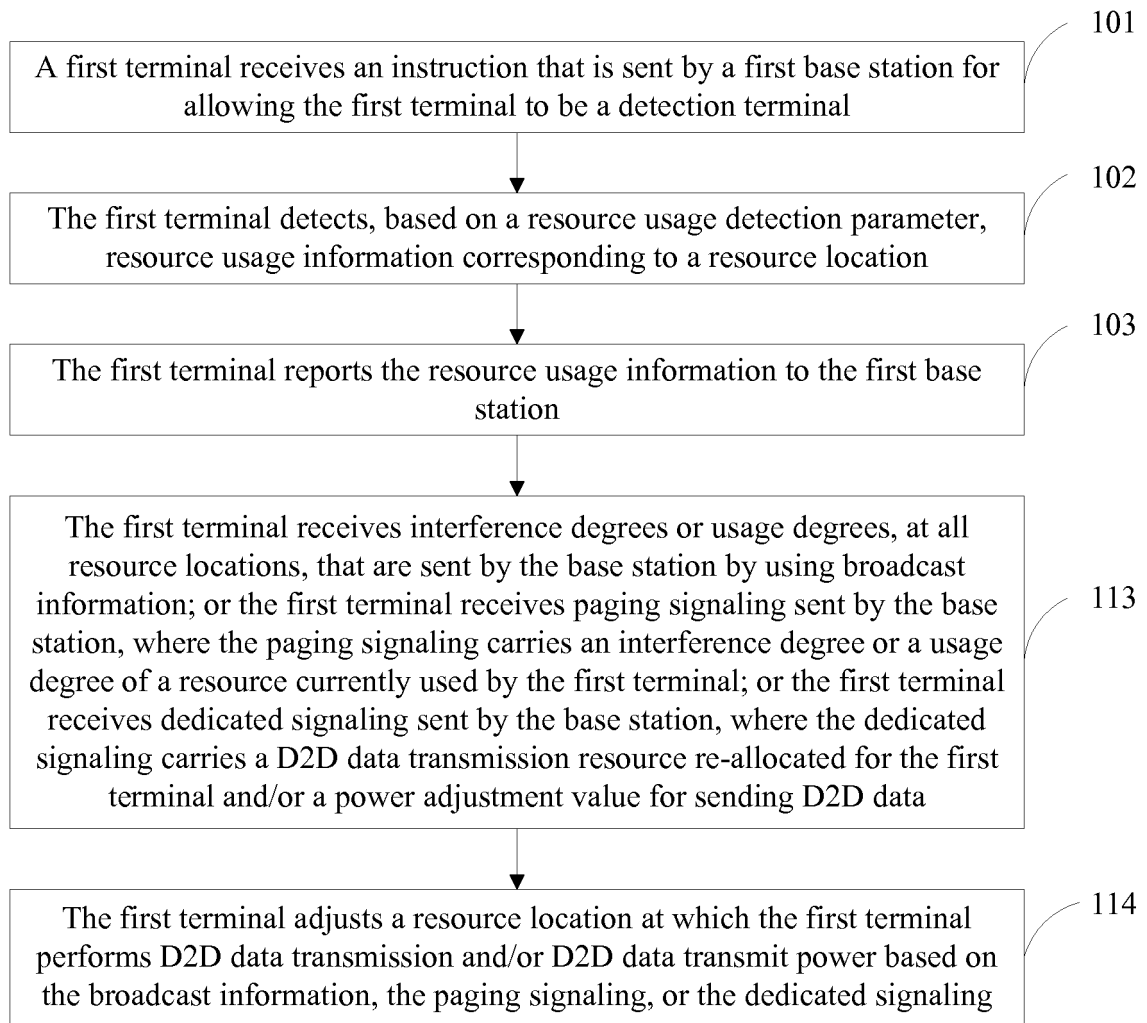 101
A first terminal receives an instruction that is sent by a first base station for
allowing the first terminal to be a detection terminal
102
The first terminal detects, based on a resource usage detection parameter,
resource usage information corresponding to a resource location
103
The first terminal reports the resource usage information to the first base
station
The first terminal receives interference degrees or usage degrees, at all
resource locations, that are sent by the base station by using broadcast
information; or the first terminal receives paging signaling sent by the base
station, where the paging signaling carries an interference degree or a usage
degree of a resource currently used by the first terminal; or the first terminal
receives dedicated signaling sent by the base station, where the dedicated
signaling carries a D2D data transmission resource re-allocated for the first
terminal and/or a power adjustment value for sending D2D data
113
The first terminal adjusts a resource location at which the first terminal
performs D2D data transmission and/or D2D data transmit power based on
the broadcast information, the paging signaling, or the dedicated signaling
114